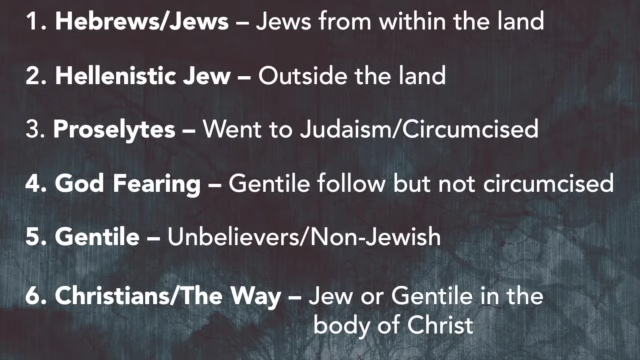 1. Hebrews/Jews – Jews from within the land
2. Hellenistic Jew – Outside the land
3. Proselytes – Went to Judaism/Circumcised
4. God Fearing – Gentile follow but not circumcised
5. Gentile – Unbelievers/Non-Jewish
6. Christians/The Way – Jew or Gentile in the
body of Christ